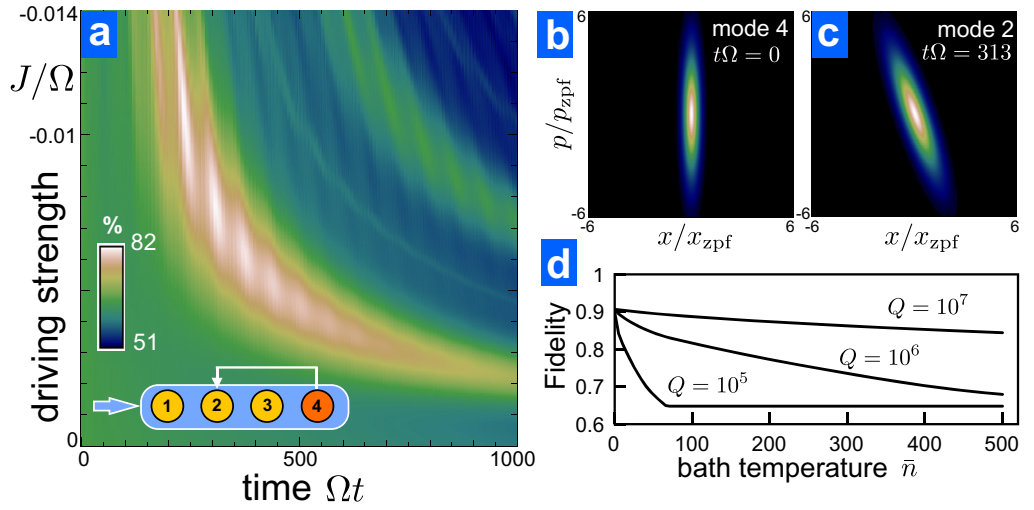 a
-0.014
J/Ω
-0.01
driving strength
%
82
51
1 2 3 4
0
0 500 1000
time Ωt
b
6
mode 4
tΩ = 0
p/p_zpf
-6
-6 6
x/x_zpf
c
6
mode 2
tΩ = 313
-6
-6 6
x/x_zpf
d
1
0.9
0.8
0.7
0.6
Fidelity
Q = 10^7
Q = 10^6
Q = 10^5
0 100 200 300 400 500
bath temperature n̄